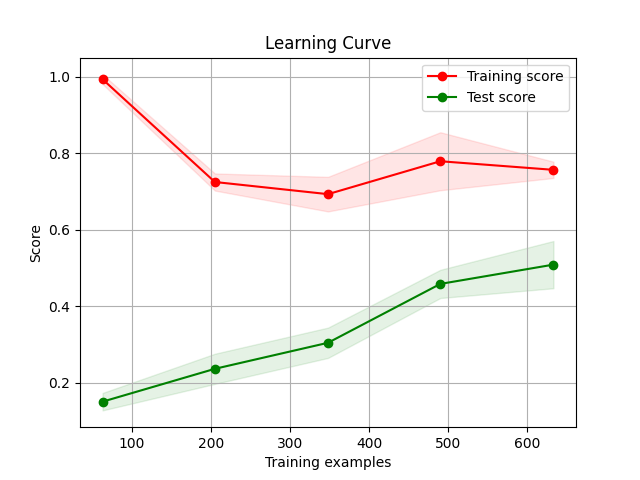 Learning Curve
Training score
Test score
1.0
0.8
0.6
0.4
0.2
Score
100 200 300 400 500 600
Training examples